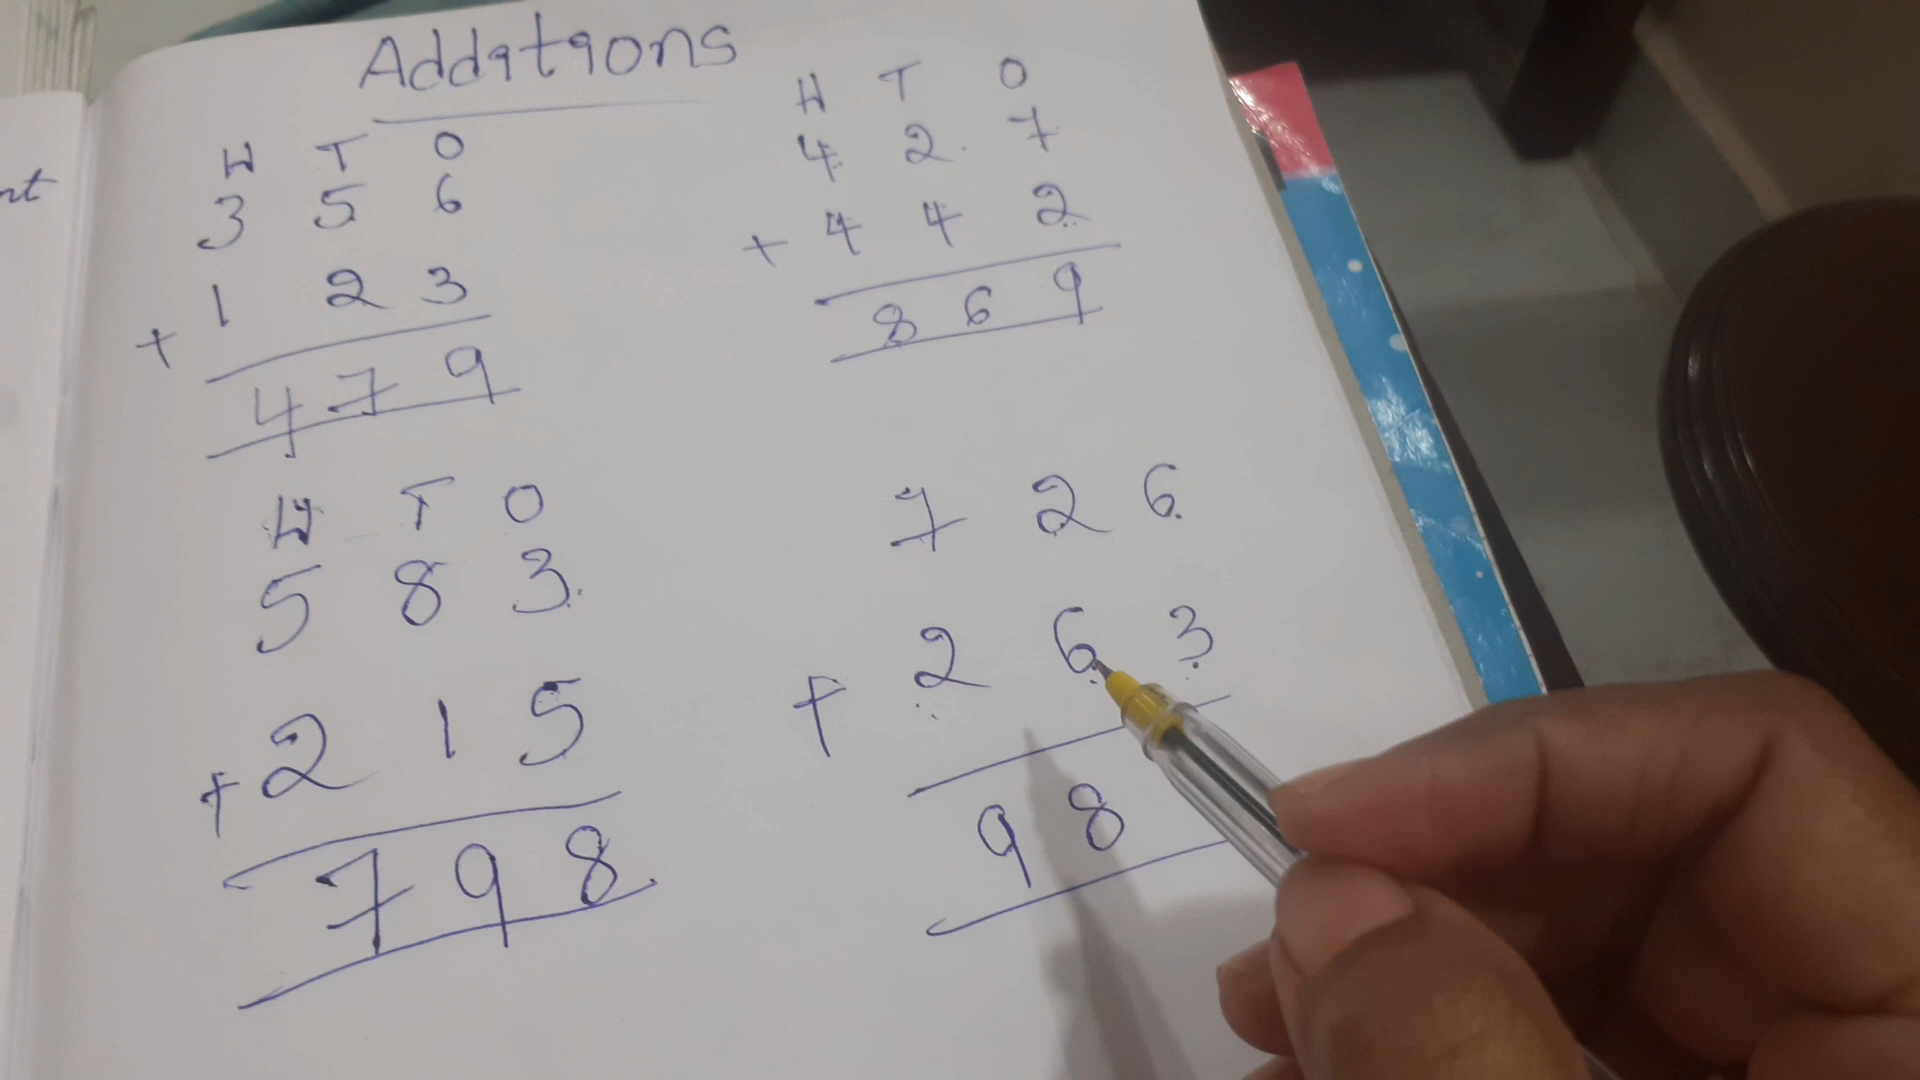 Additions
H T O
3 5 6
+ 1 2 3
4 7 9
H T O
4 2 7
+ 4 4 2
8 6 9
H T O
5 8 3
+ 2 1 5
7 9 8
7 2 6
+ 2 6 3
9 8